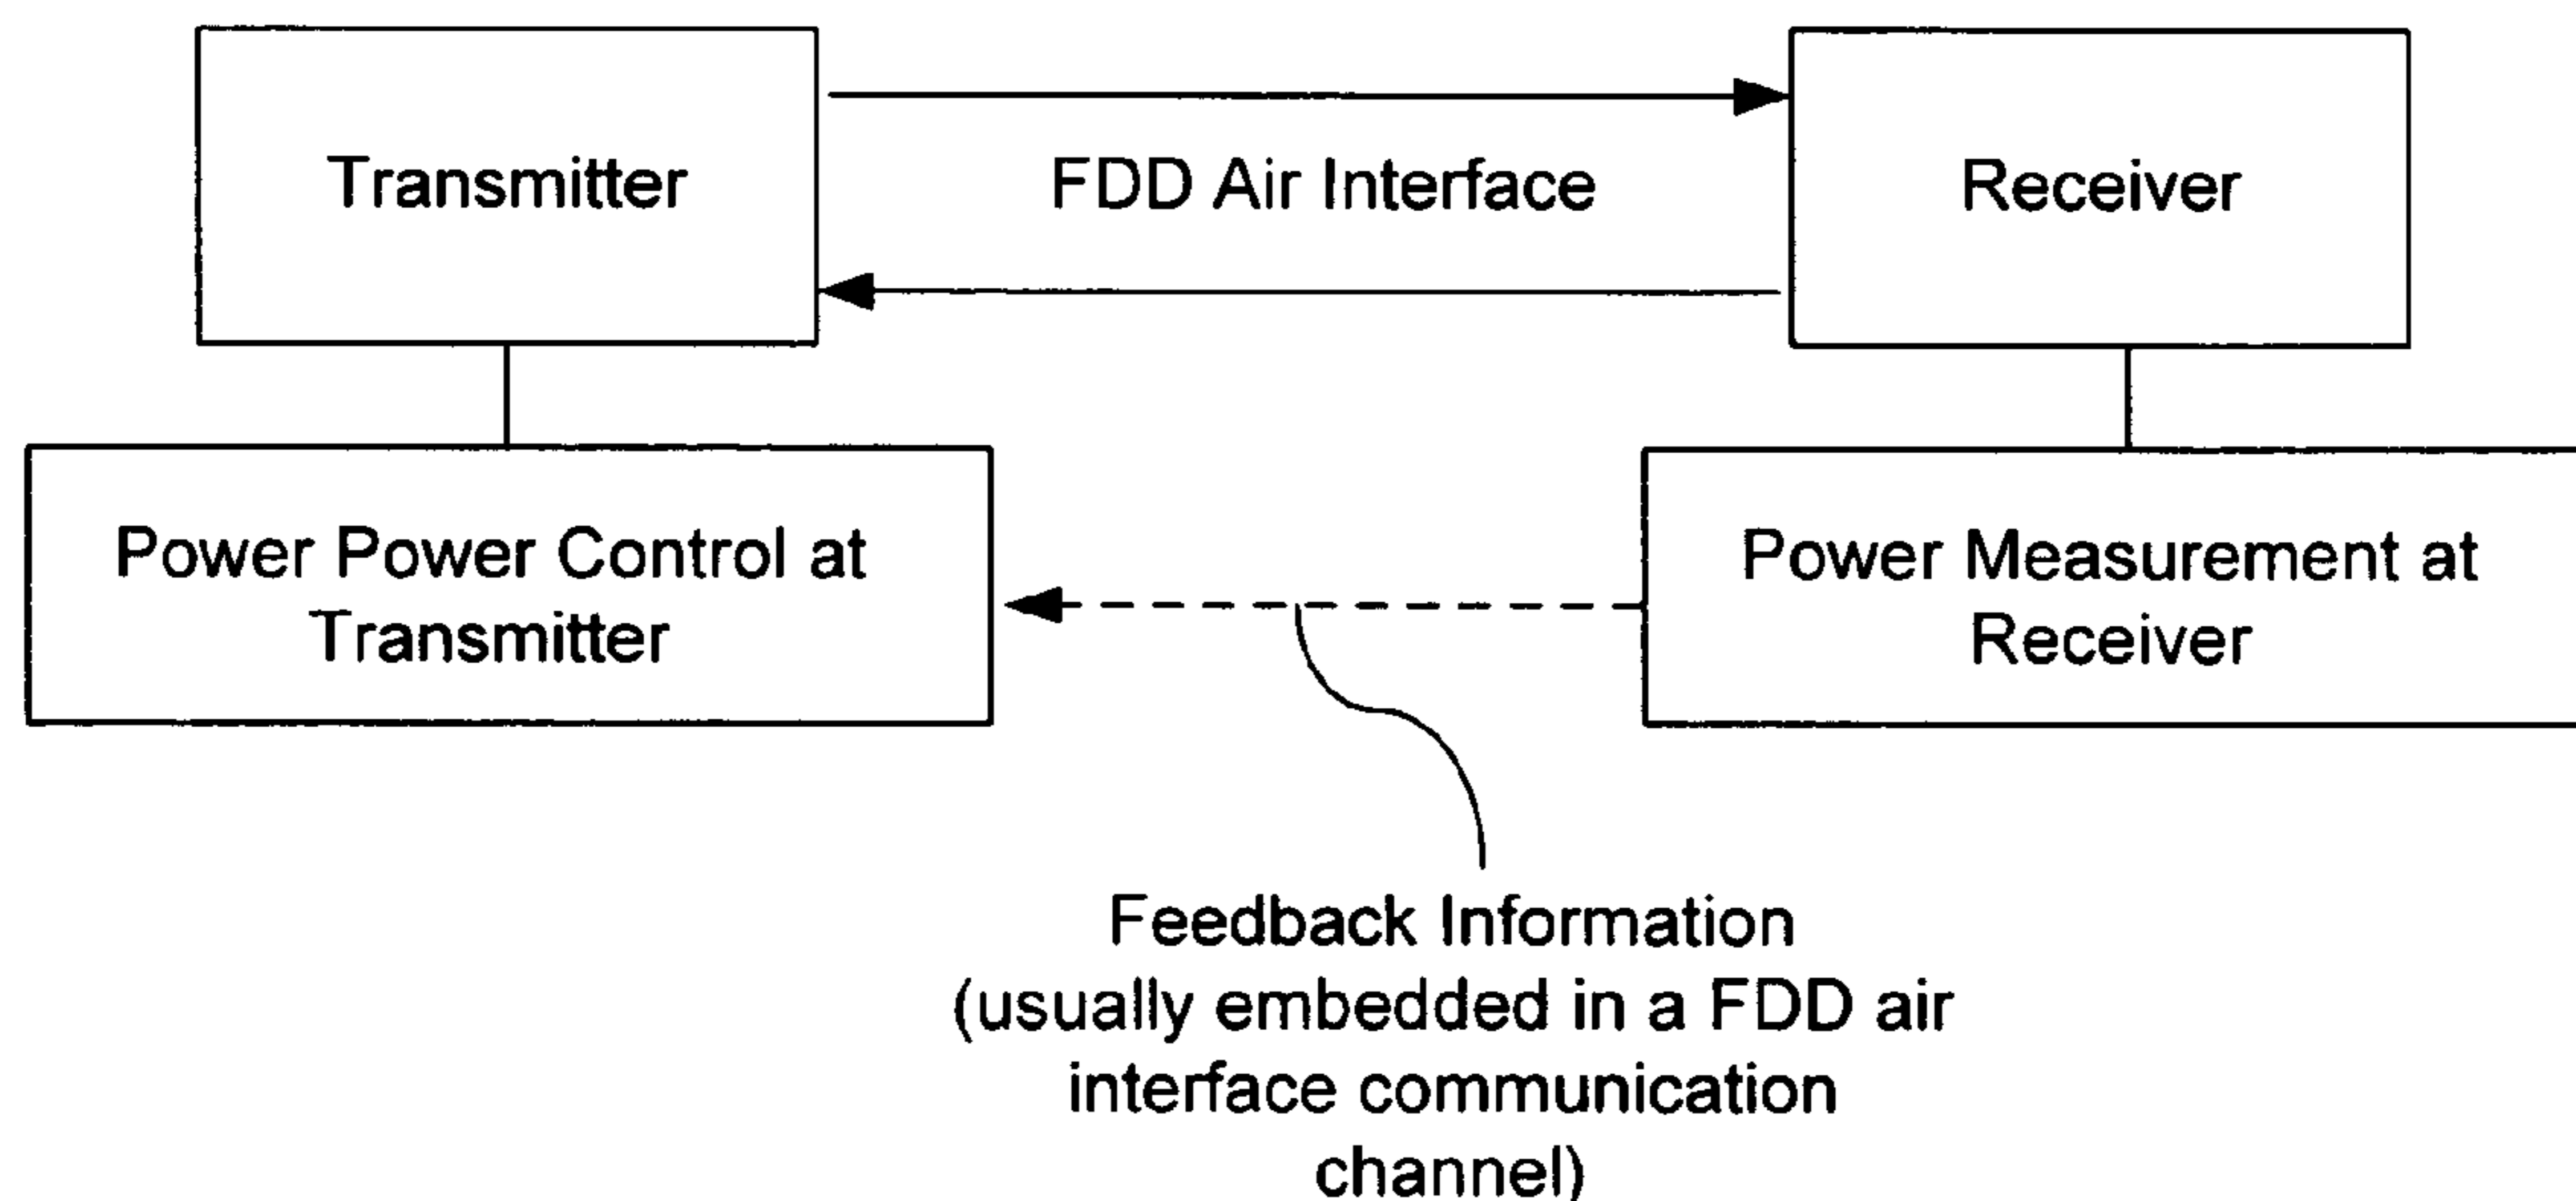 Transmitter
FDD Air Interface
Receiver
Power Power Control at
Transmitter
Power Measurement at
Receiver
Feedback Information
(usually embedded in a FDD air
interface communication
channel)